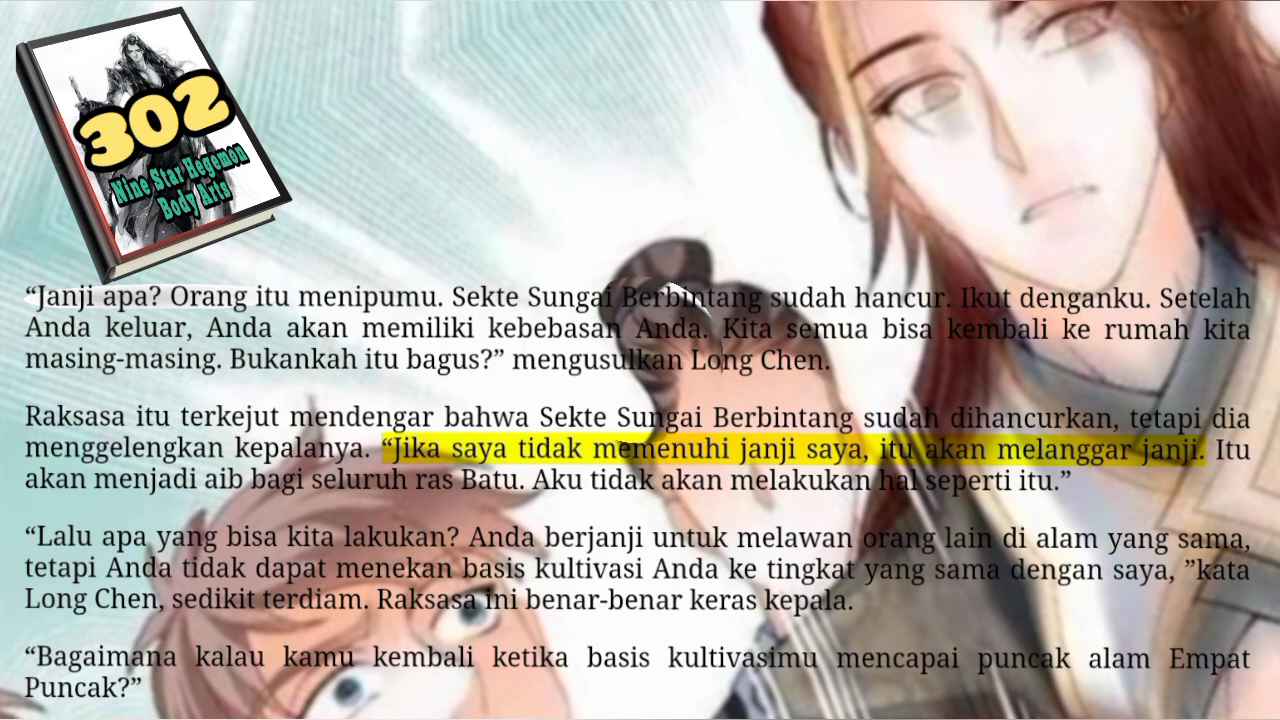 302
Nine Star Hegemon
Body Arts
“Janji apa? Orang itu menipumu. Sekte Sungai Berbintang sudah hancur. Ikut denganku. Setelah
Anda keluar, Anda akan memiliki kebebasan Anda. Kita semua bisa kembali ke rumah kita
masing-masing. Bukankah itu bagus?” mengusulkan Long Chen.
Raksasa itu terkejut mendengar bahwa Sekte Sungai Berbintang sudah dihancurkan, tetapi dia
menggelengkan kepalanya. “Jika saya tidak memenuhi janji saya, itu akan melanggar janji. Itu
akan menjadi aib bagi seluruh ras Batu. Aku tidak akan melakukan hal seperti itu.”
“Lalu apa yang bisa kita lakukan? Anda berjanji untuk melawan orang lain di alam yang sama,
tetapi Anda tidak dapat menekan basis kultivasi Anda ke tingkat yang sama dengan saya, ”kata
Long Chen, sedikit terdiam. Raksasa ini benar-benar keras kepala.
“Bagaimana kalau kamu kembali ketika basis kultivasimu mencapai puncak alam Empat
Puncak?”